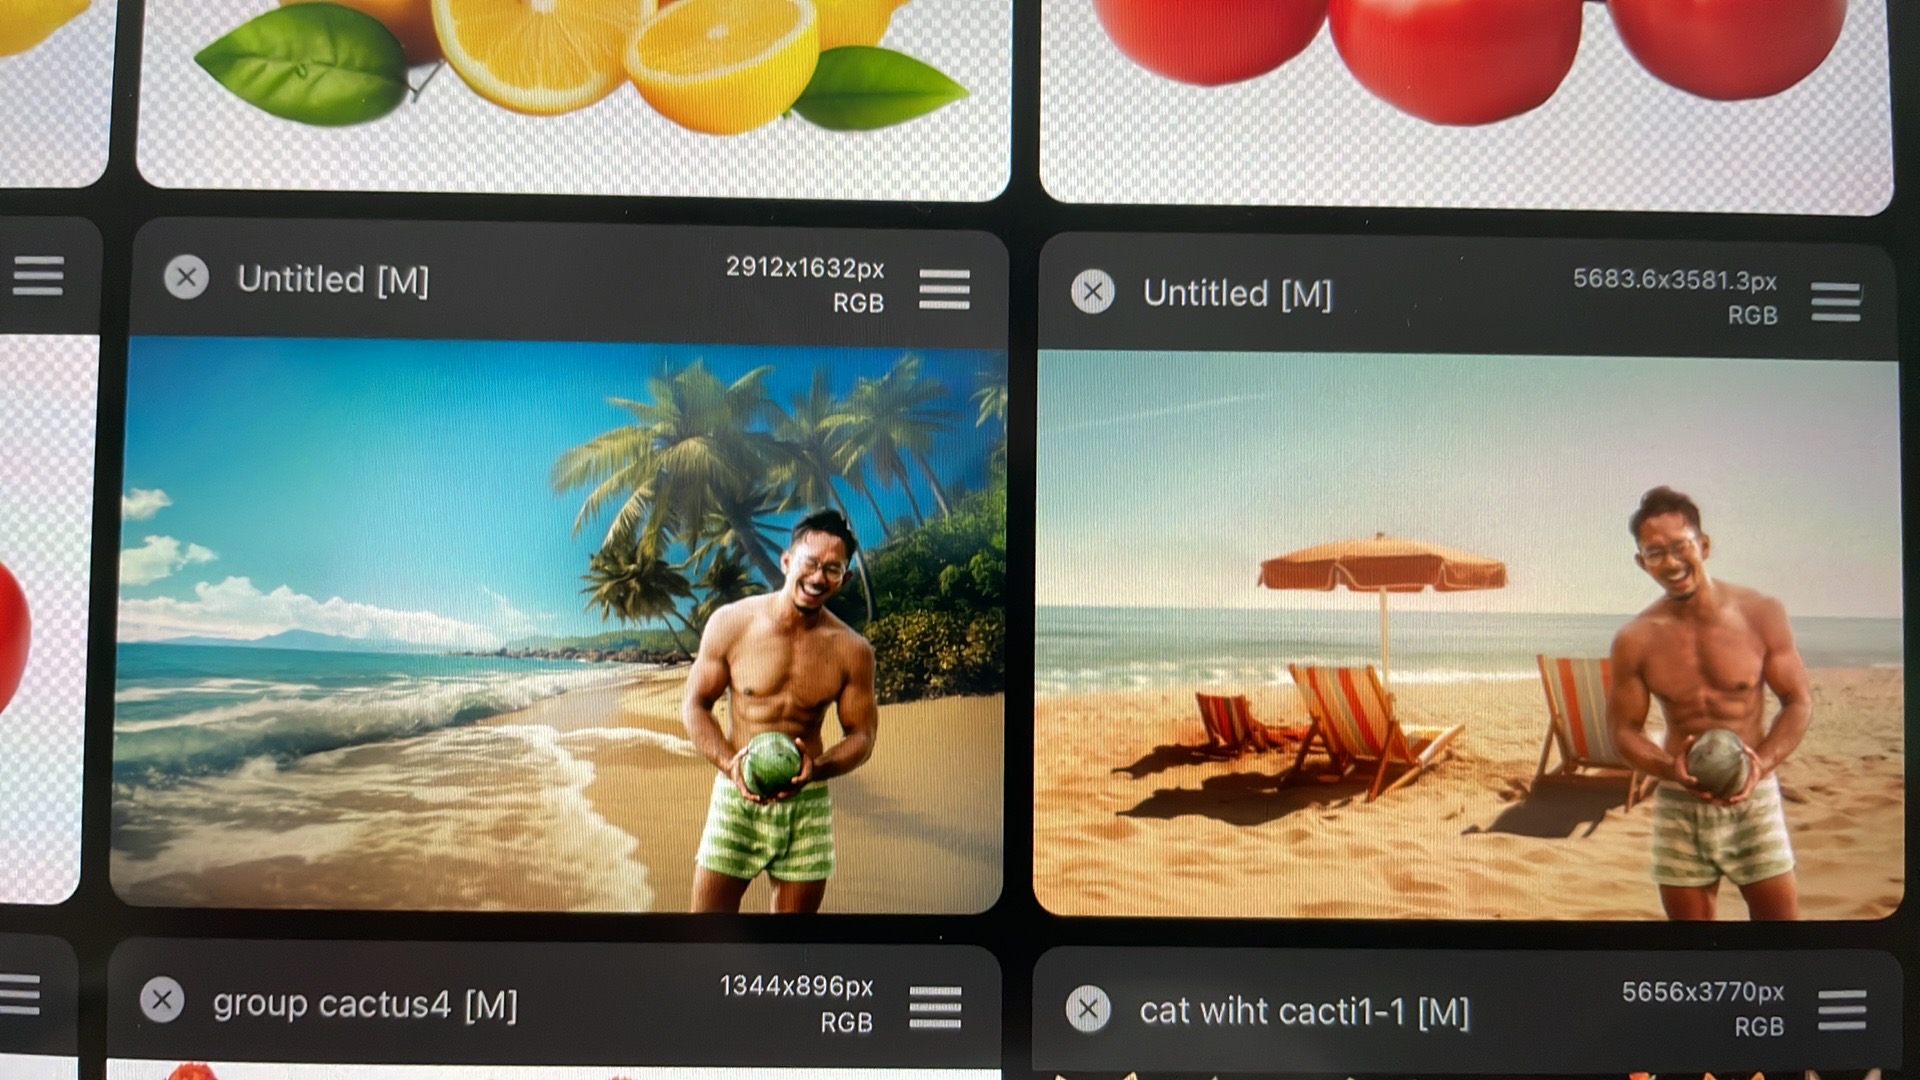 Untitled [M]
2912x1632px
RGB
Untitled [M]
5683.6x3581.3px
RGB
group cactus4 [M]
1344x896px
RGB
cat wiht cacti1-1 [M]
5656x3770px
RGB